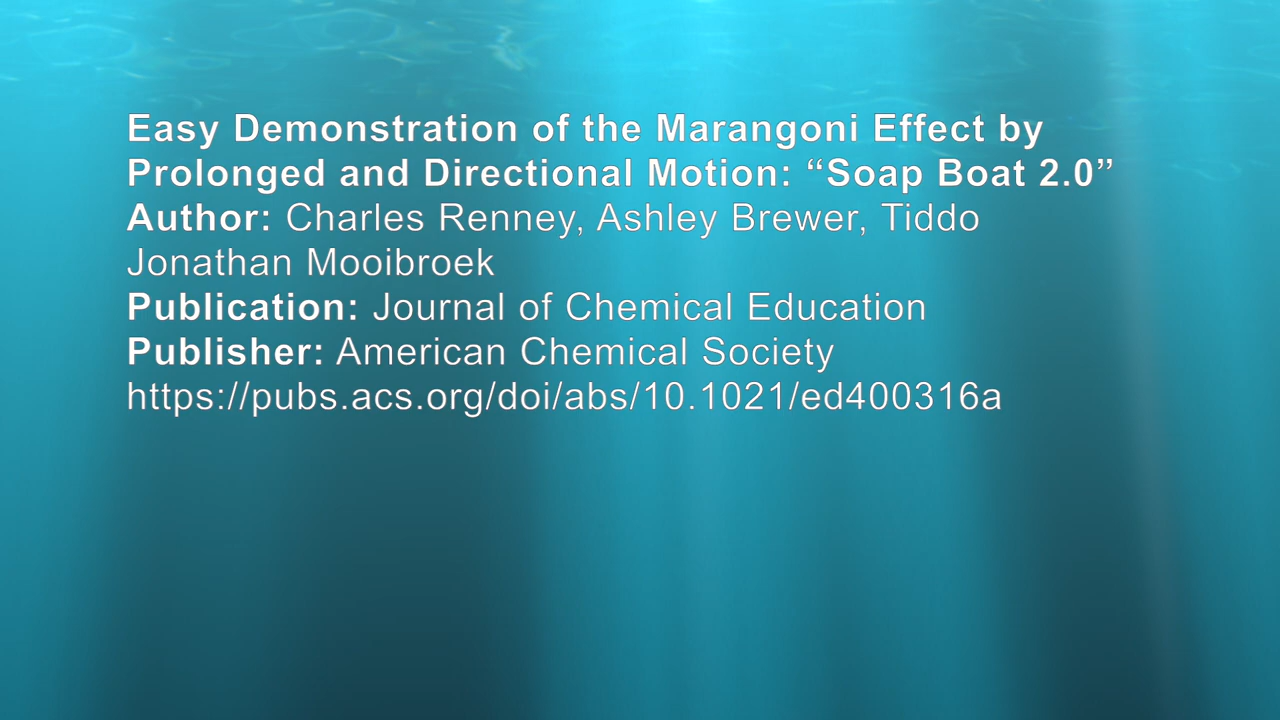 Easy Demonstration of the Marangoni Effect by
Prolonged and Directional Motion: “Soap Boat 2.0”
Author: Charles Renney, Ashley Brewer, Tiddo
Jonathan Mooibroek
Publication: Journal of Chemical Education
Publisher: American Chemical Society
https://pubs.acs.org/doi/abs/10.1021/ed400316a